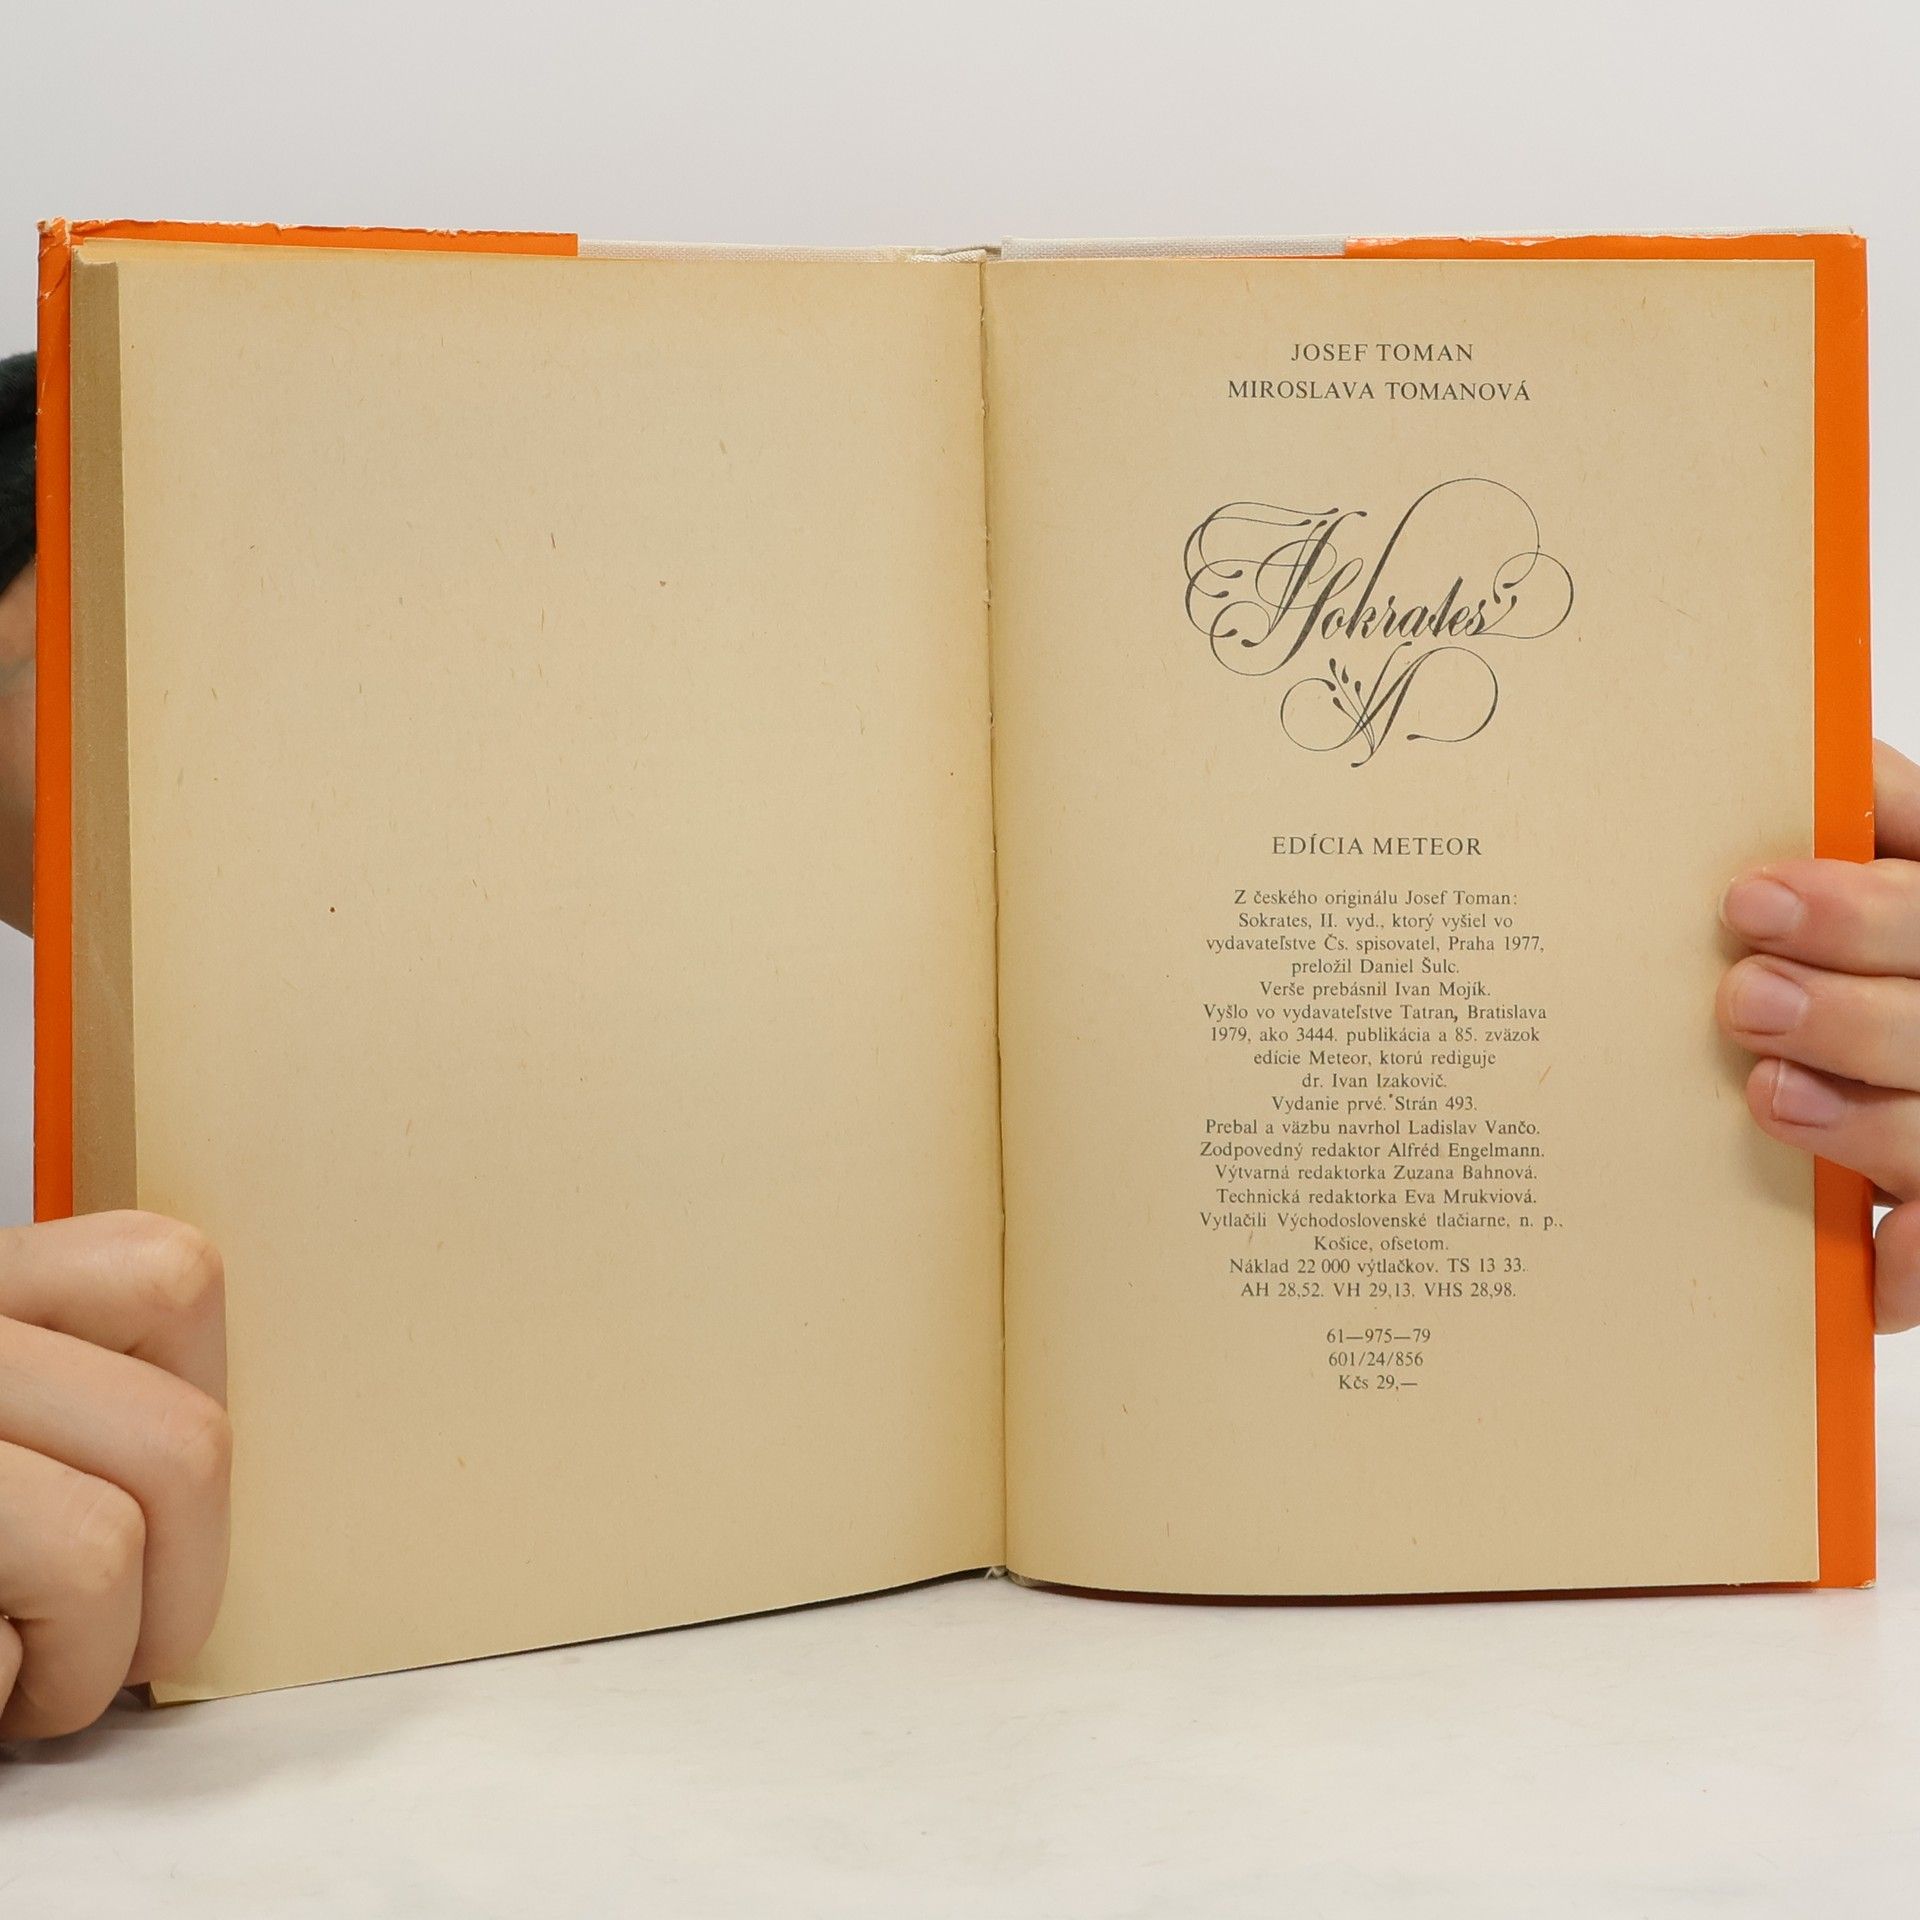 JOSEF TOMAN
MIROSLAVA TOMANOVÁ
Sokrates
EDÍCIA METEOR
Z českého originálu Josef Toman:
Sokrates, II. vyd., ktorý vyšiel vo
vydavateľstve Čs. spisovatel, Praha 1977,
preložil Daniel Šulc.
Verše prebásnil Ivan Mojík.
Vyšlo vo vydavateľstve Tatran, Bratislava
1979, ako 3444. publikácia a 85. zväzok
edície Meteor, ktorú rediguje
dr. Ivan Izakovič.
Vydanie prvé. Strán 493.
Prebal a väzbu navrhol Ladislav Vančo.
Zodpovedný redaktor Alfréd Engelmann.
Výtvarná redaktorka Zuzana Bahnová.
Technická redaktorka Eva Mrukviová.
Vytlačili Východoslovenské tlačiarne, n. p.,
Košice, ofsetom.
Náklad 22 000 výtlačkov. TS 13 33.
AH 28,52. VH 29,13. VHS 28,98.
61—975—79
601/24/856
Kčs 29,—